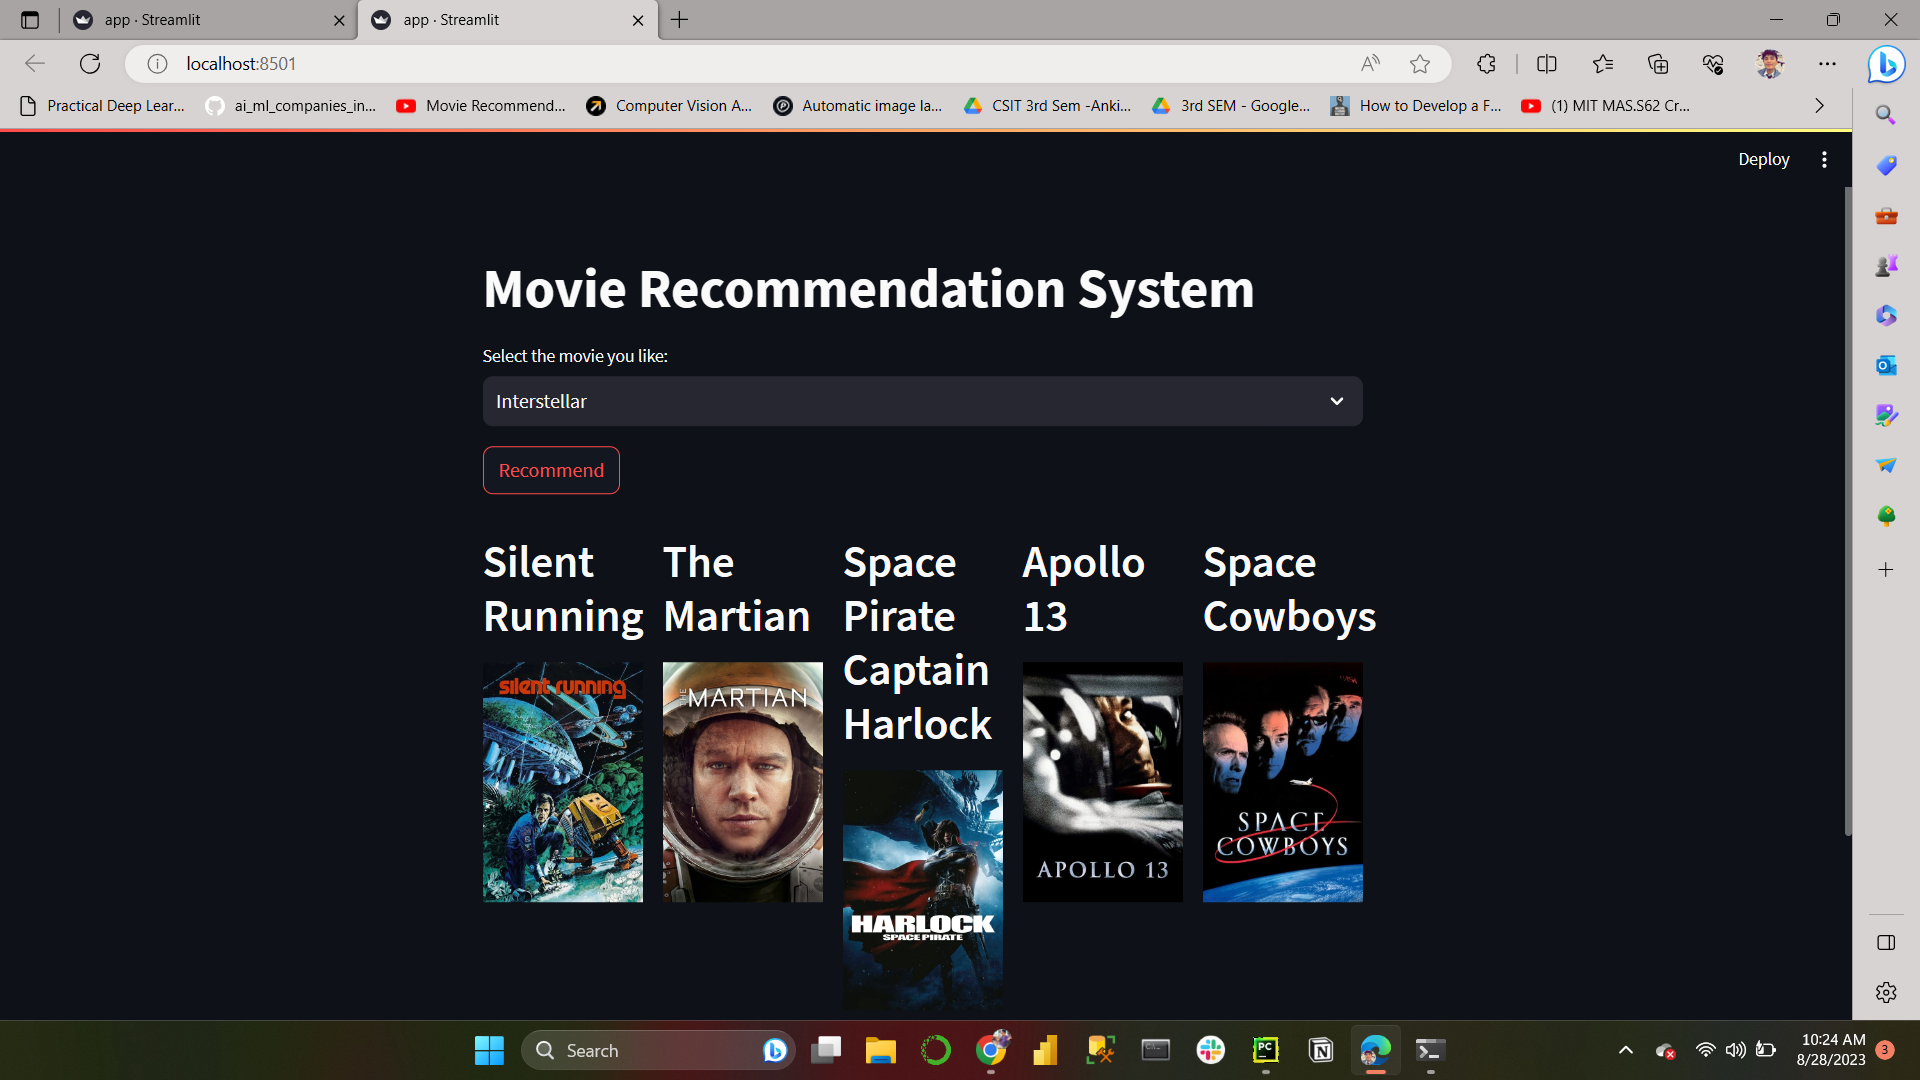 app · Streamlit
app · Streamlit
localhost:8501
Practical Deep Lear...
ai_ml_companies_in...
Movie Recommend...
Computer Vision A...
Automatic image la...
CSIT 3rd Sem -Anki...
3rd SEM - Google...
How to Develop a F...
(1) MIT MAS.S62 Cr...
Deploy
Movie Recommendation System
Select the movie you like:
Interstellar
Recommend
Silent
Running
The
Martian
Space
Pirate
Captain
Harlock
Apollo
13
Space
Cowboys
silent running
THE MARTIAN
HARLOCK
SPACE PIRATE
APOLLO 13
SPACE
COWBOYS
Search
PC
10:24 AM
8/28/2023
3